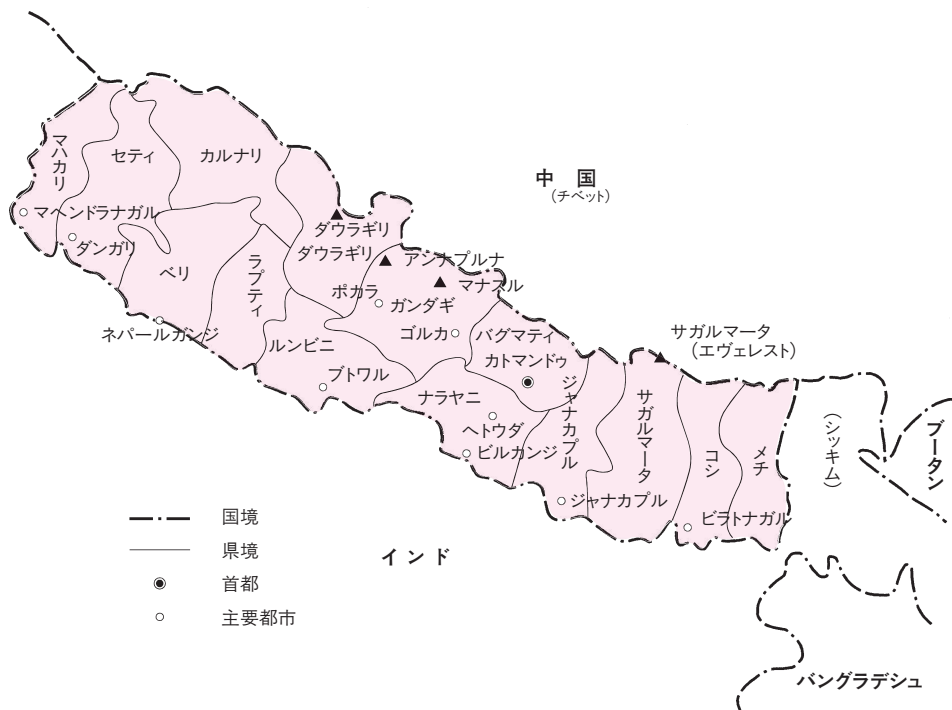 中 国
(チベット)
マハカリ
セティ
カルナリ
マヘンドラナガル
ダンガリ
ベリ
ラプティ
ダウラギリ
ダウラギリ
アンナプルナ
マナスル
ポカラ
ガンダギ
ゴルカ
バグマティ
カトマンドゥ
ネパールガンジ
ルンビニ
ブトワル
ナラヤニ
ヘトウダ
ビルカンジ
ジャナカプル
ジャナカプル
サガルマータ
(エヴェレスト)
サガルマータ
コシ
メチ
ビラトナガル
(シッキム)
ブータン
インド
バングラデシュ
国境
県境
首都
主要都市